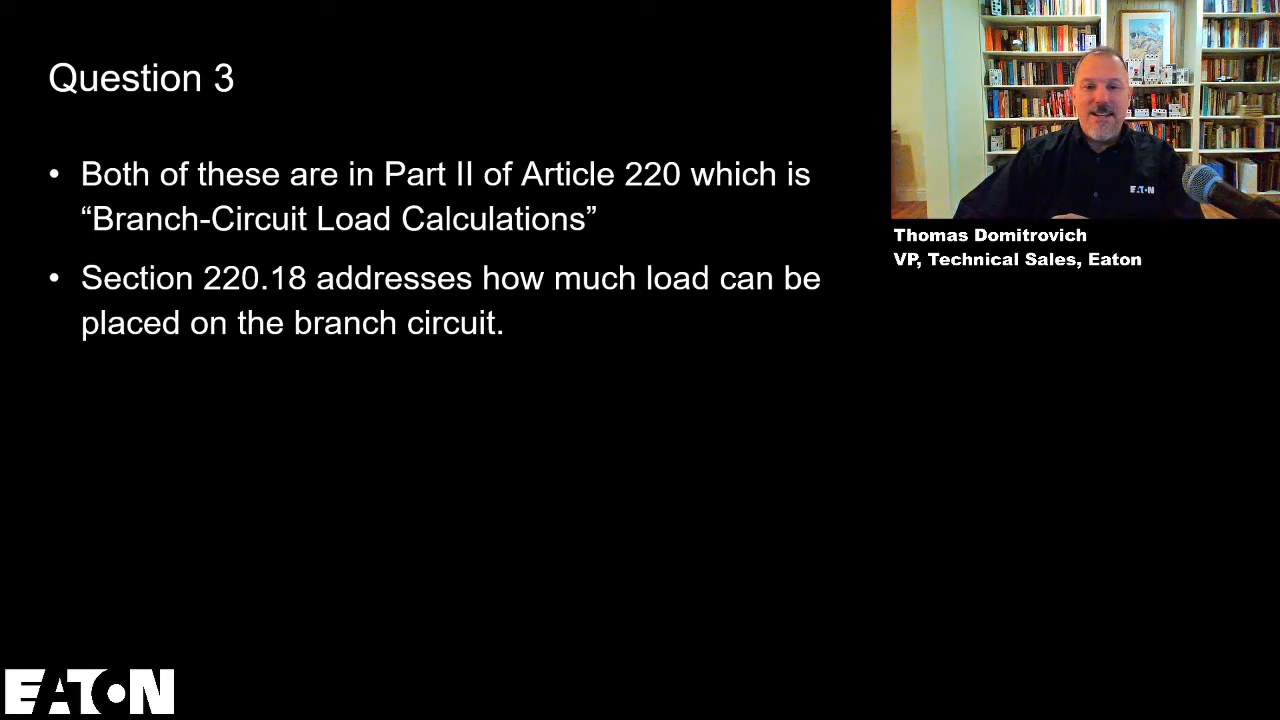 Question 3
• Both of these are in Part II of Article 220 which is
“Branch-Circuit Load Calculations”
• Section 220.18 addresses how much load can be
placed on the branch circuit.
EATON
Thomas Domitrovich
VP, Technical Sales, Eaton
EATON